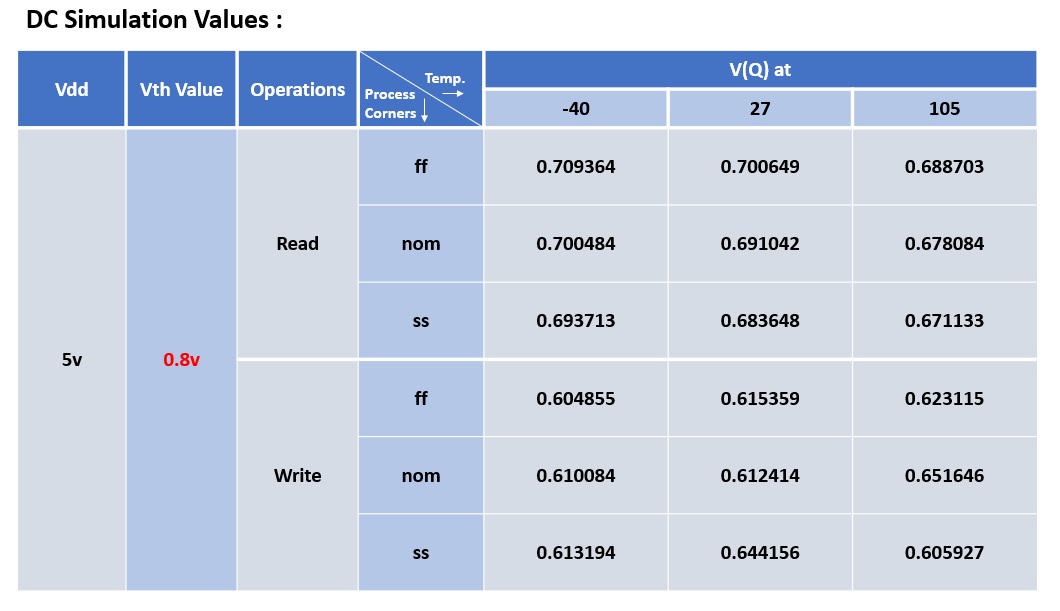 DC Simulation Values :
Vdd Vth Value Operations Temp. → Process Corners ↓ V(Q) at
-40 27 105
5v 0.8v Read ff 0.709364 0.700649 0.688703
nom 0.700484 0.691042 0.678084
ss 0.693713 0.683648 0.671133
Write ff 0.604855 0.615359 0.623115
nom 0.610084 0.612414 0.651646
ss 0.613194 0.644156 0.605927